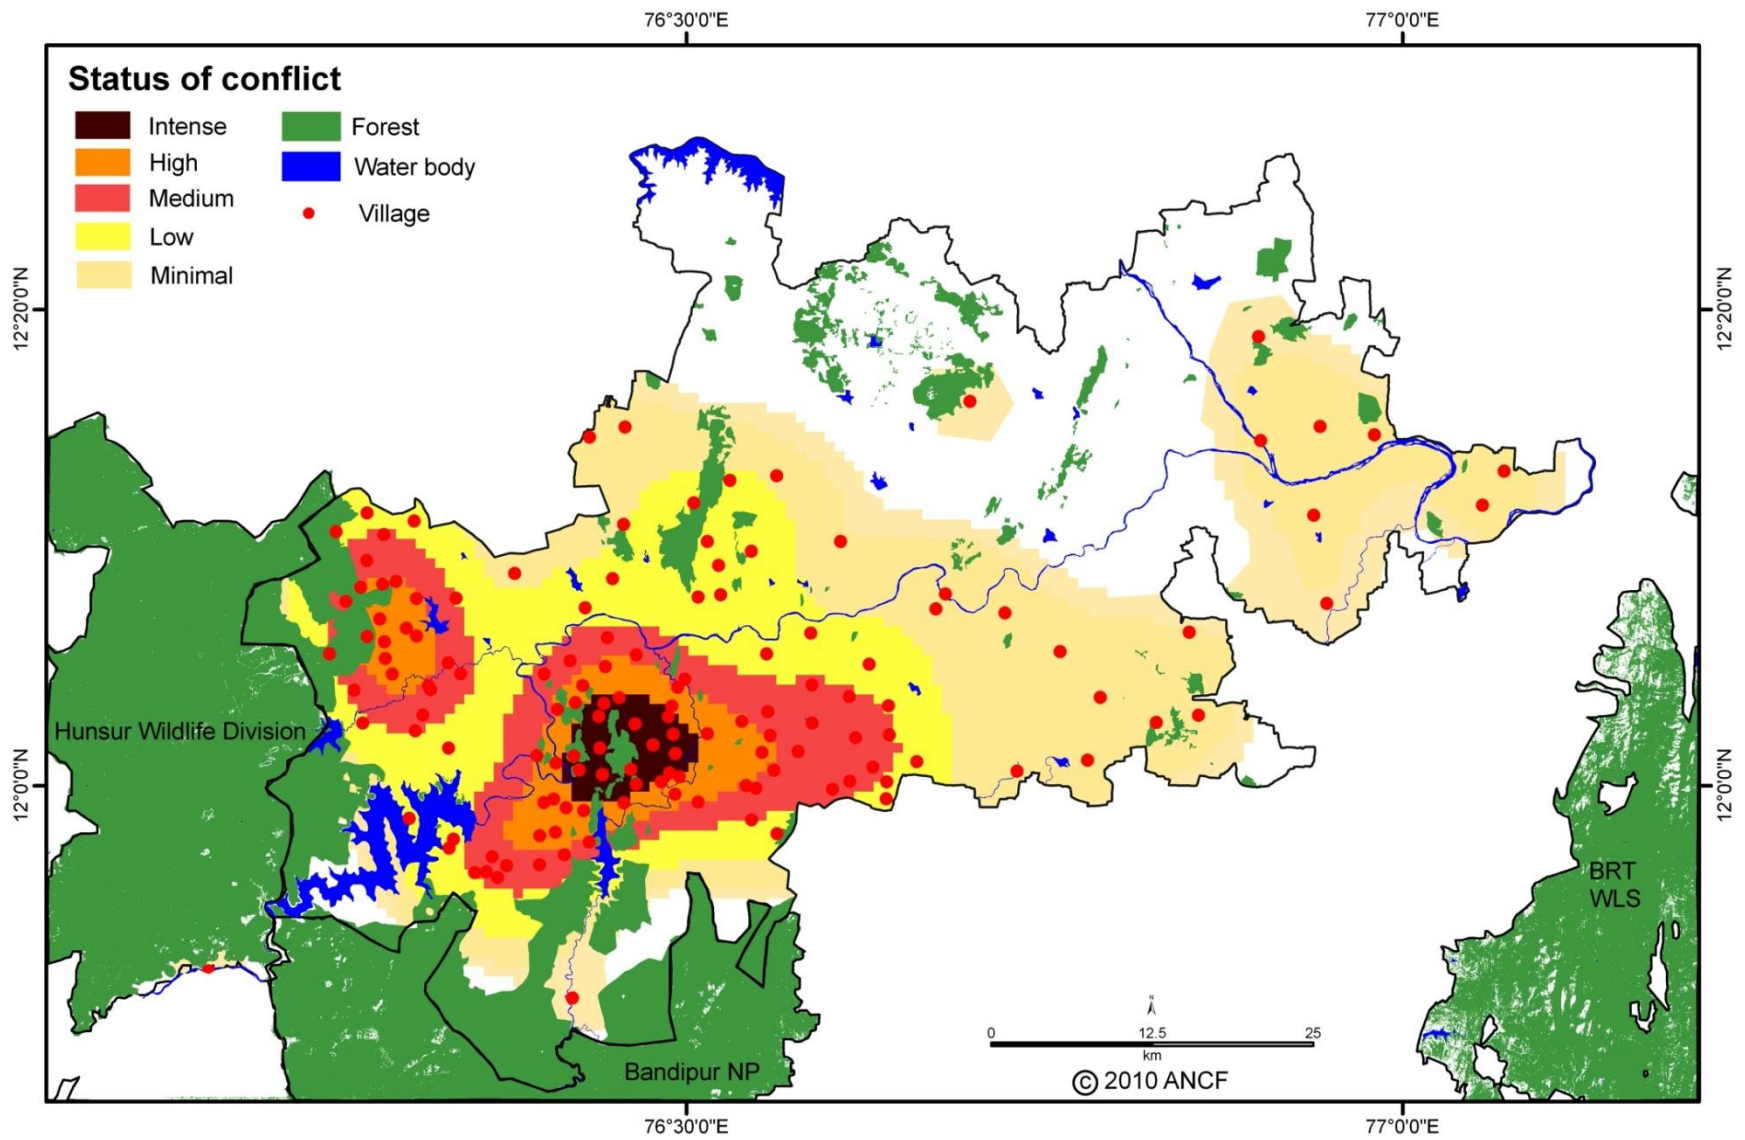 76°30'0"E
77°0'0"E
Status of conflict
Intense
High
Medium
Low
Minimal
Forest
Water body
Village
12°20'0"N
12°20'0"N
Hunsur Wildlife Division
12°0'0"N
12°0'0"N
BRT
WLS
N
0 12.5 25
km
Bandipur NP
© 2010 ANCF
76°30'0"E
77°0'0"E